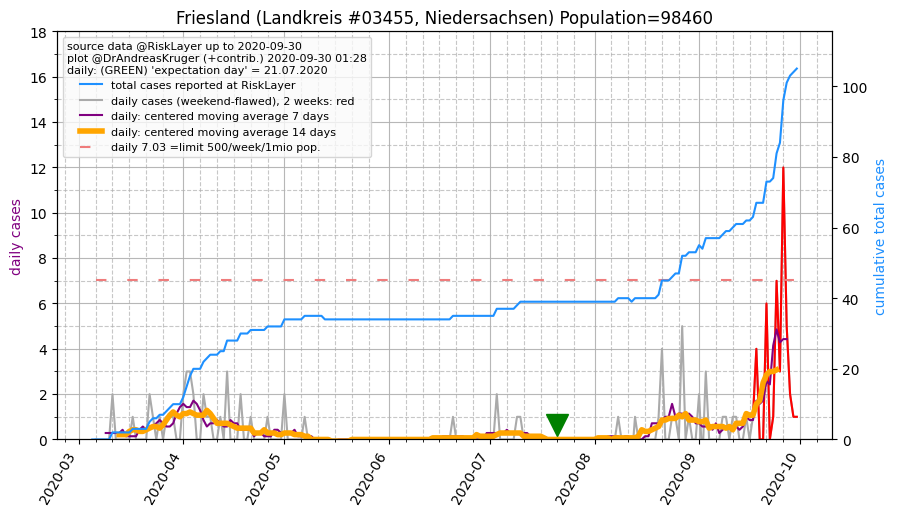 Friesland (Landkreis #03455, Niedersachsen) Population=98460
source data @RiskLayer up to 2020-09-30
plot @DrAndreasKruger (+contrib.) 2020-09-30 01:28
daily: (GREEN) 'expectation day' = 21.07.2020
total cases reported at RiskLayer
daily cases (weekend-flawed), 2 weeks: red
daily: centered moving average 7 days
daily: centered moving average 14 days
daily 7.03 =limit 500/week/1mio pop.
daily cases
18
16
14
12
10
8
6
4
2
0
cumulative total cases
100
80
60
40
20
0
2020-03
2020-04
2020-05
2020-06
2020-07
2020-08
2020-09
2020-10